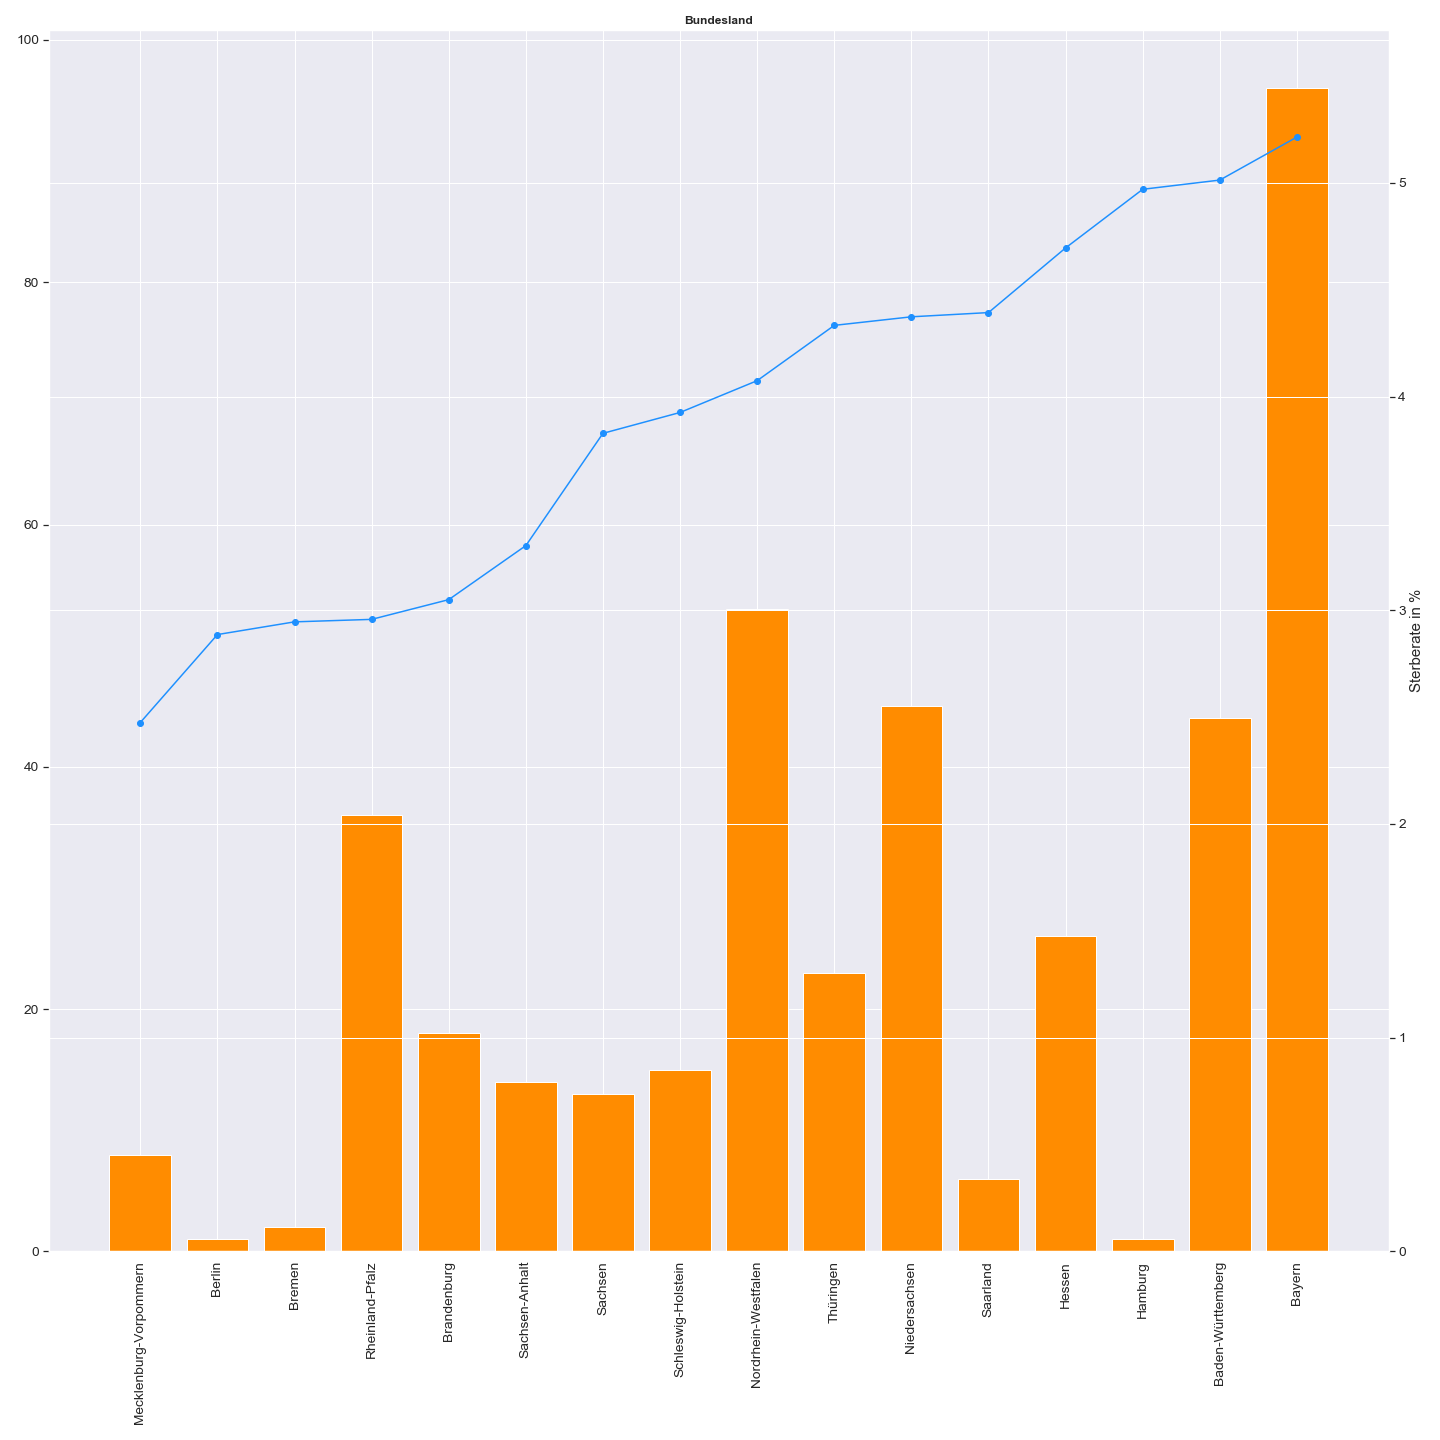 Bundesland
100
80
60
40
20
0
5
4
3
2
1
0
Sterberate in %
Mecklenburg-Vorpommern
Berlin
Bremen
Rheinland-Pfalz
Brandenburg
Sachsen-Anhalt
Sachsen
Schleswig-Holstein
Nordrhein-Westfalen
Thüringen
Niedersachsen
Saarland
Hessen
Hamburg
Baden-Württemberg
Bayern